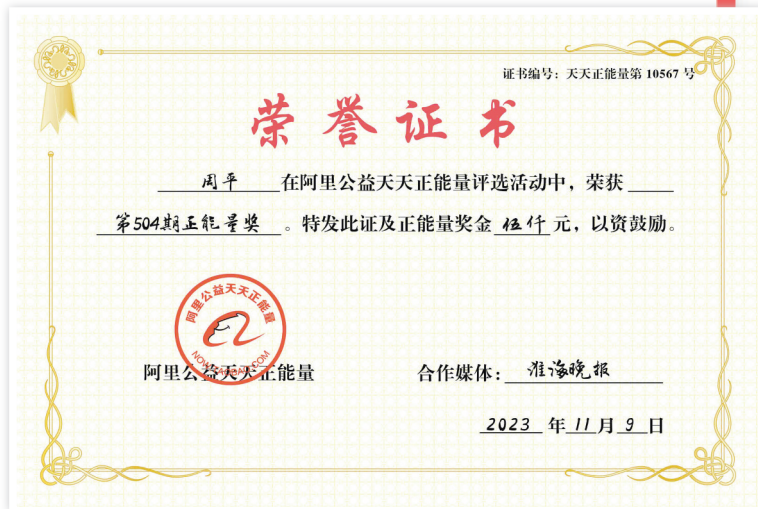 证书编号：天天正能量第 10567 号
荣誉证书
周平 在阿里公益天天正能量评选活动中，荣获
第504期正能量奖 。特发此证及正能量奖金 伍仟 元，以资鼓励。
阿里公益天天正能量
阿里公益天天正能量
合作媒体：淮海晚报
2023 年 11 月 9 日